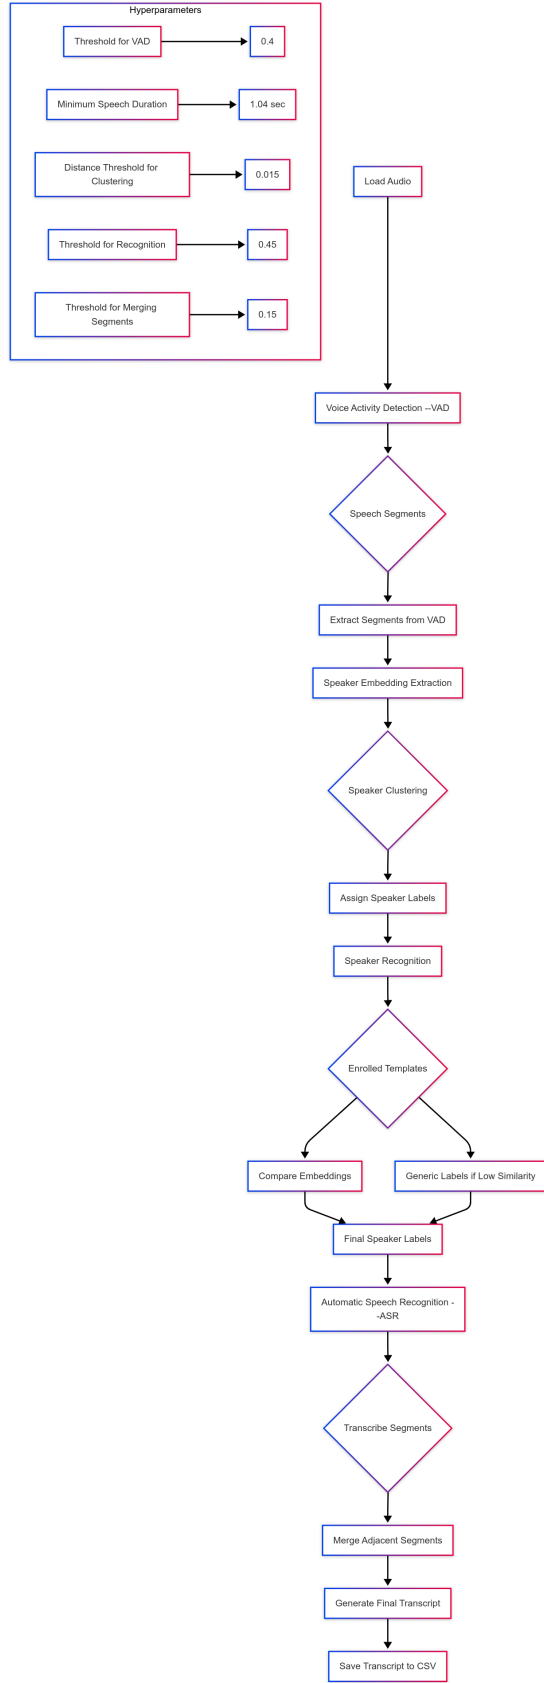 Hyperparameters
Threshold for VAD
0.4
Minimum Speech Duration
1.04 sec
Distance Threshold for
Clustering
0.015
Threshold for Recognition
0.45
Threshold for Merging
Segments
0.15
Load Audio
Voice Activity Detection --VAD
Speech Segments
Extract Segments from VAD
Speaker Embedding Extraction
Speaker Clustering
Assign Speaker Labels
Speaker Recognition
Enrolled Templates
Compare Embeddings
Generic Labels if Low Similarity
Final Speaker Labels
Automatic Speech Recognition -
-ASR
Transcribe Segments
Merge Adjacent Segments
Generate Final Transcript
Save Transcript to CSV